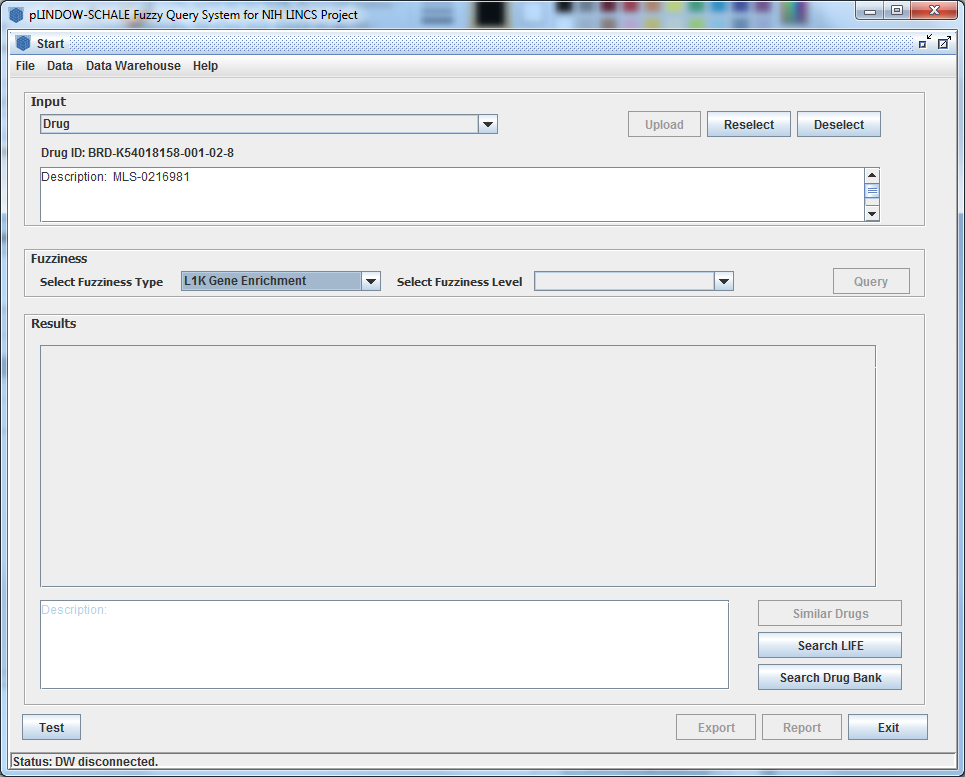 pLINDOW-SCHALE Fuzzy Query System for NIH LINCS Project
Start
File Data Data Warehouse Help
Input
Drug
Upload Reselect Deselect
Drug ID: BRD-K54018158-001-02-8
Description: MLS-0216981
Fuzziness
Select Fuzziness Type L1K Gene Enrichment Select Fuzziness Level Query
Results
Description:
Similar Drugs
Search LIFE
Search Drug Bank
Test Export Report Exit
Status: DW disconnected.